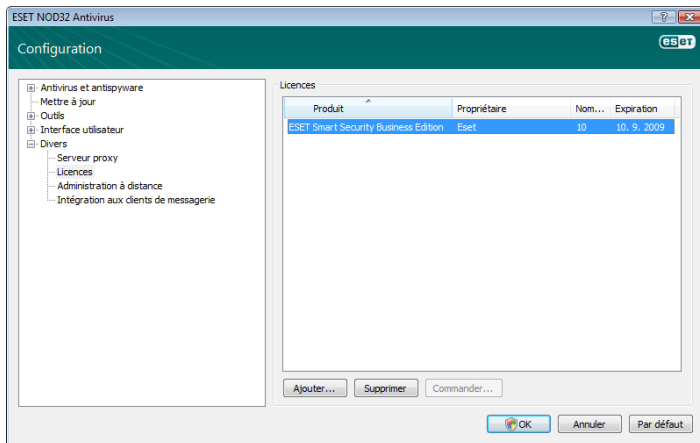 ESET NOD32 Antivirus
Configuration
eseT
Antivirus et antispyware
Mettre à jour
Outils
Interface utilisateur
Divers
Serveur proxy
Licences
Administration à distance
Intégration aux clients de messagerie
Licences
Produit Propriétaire Nom... Expiration
ESET Smart Security Business Edition Eset 10 10. 9. 2009
Ajouter... Supprimer Commander...
OK Annuler Par défaut